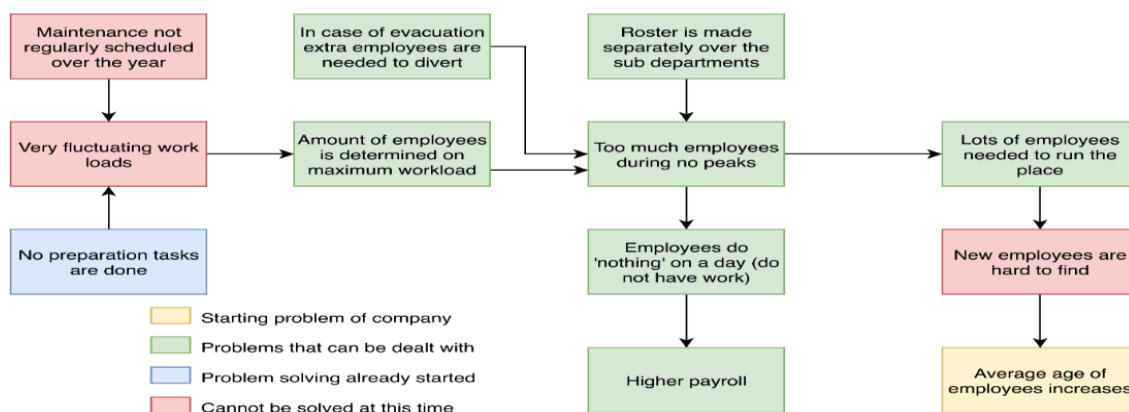 Maintenance not
regularly scheduled
over the year
In case of evacuation
extra employees are
needed to divert
Roster is made
separately over the
sub departments
Very fluctuating work
loads
Amount of employees
is determined on
maximum workload
Too much employees
during no peaks
Lots of employees
needed to run the
place
No preparation tasks
are done
Employees do
'nothing' on a day (do
not have work)
New employees are
hard to find
Starting problem of company
Problems that can be dealt with
Problem solving already started
Cannot be solved at this time
Higher payroll
Average age of
employees increases